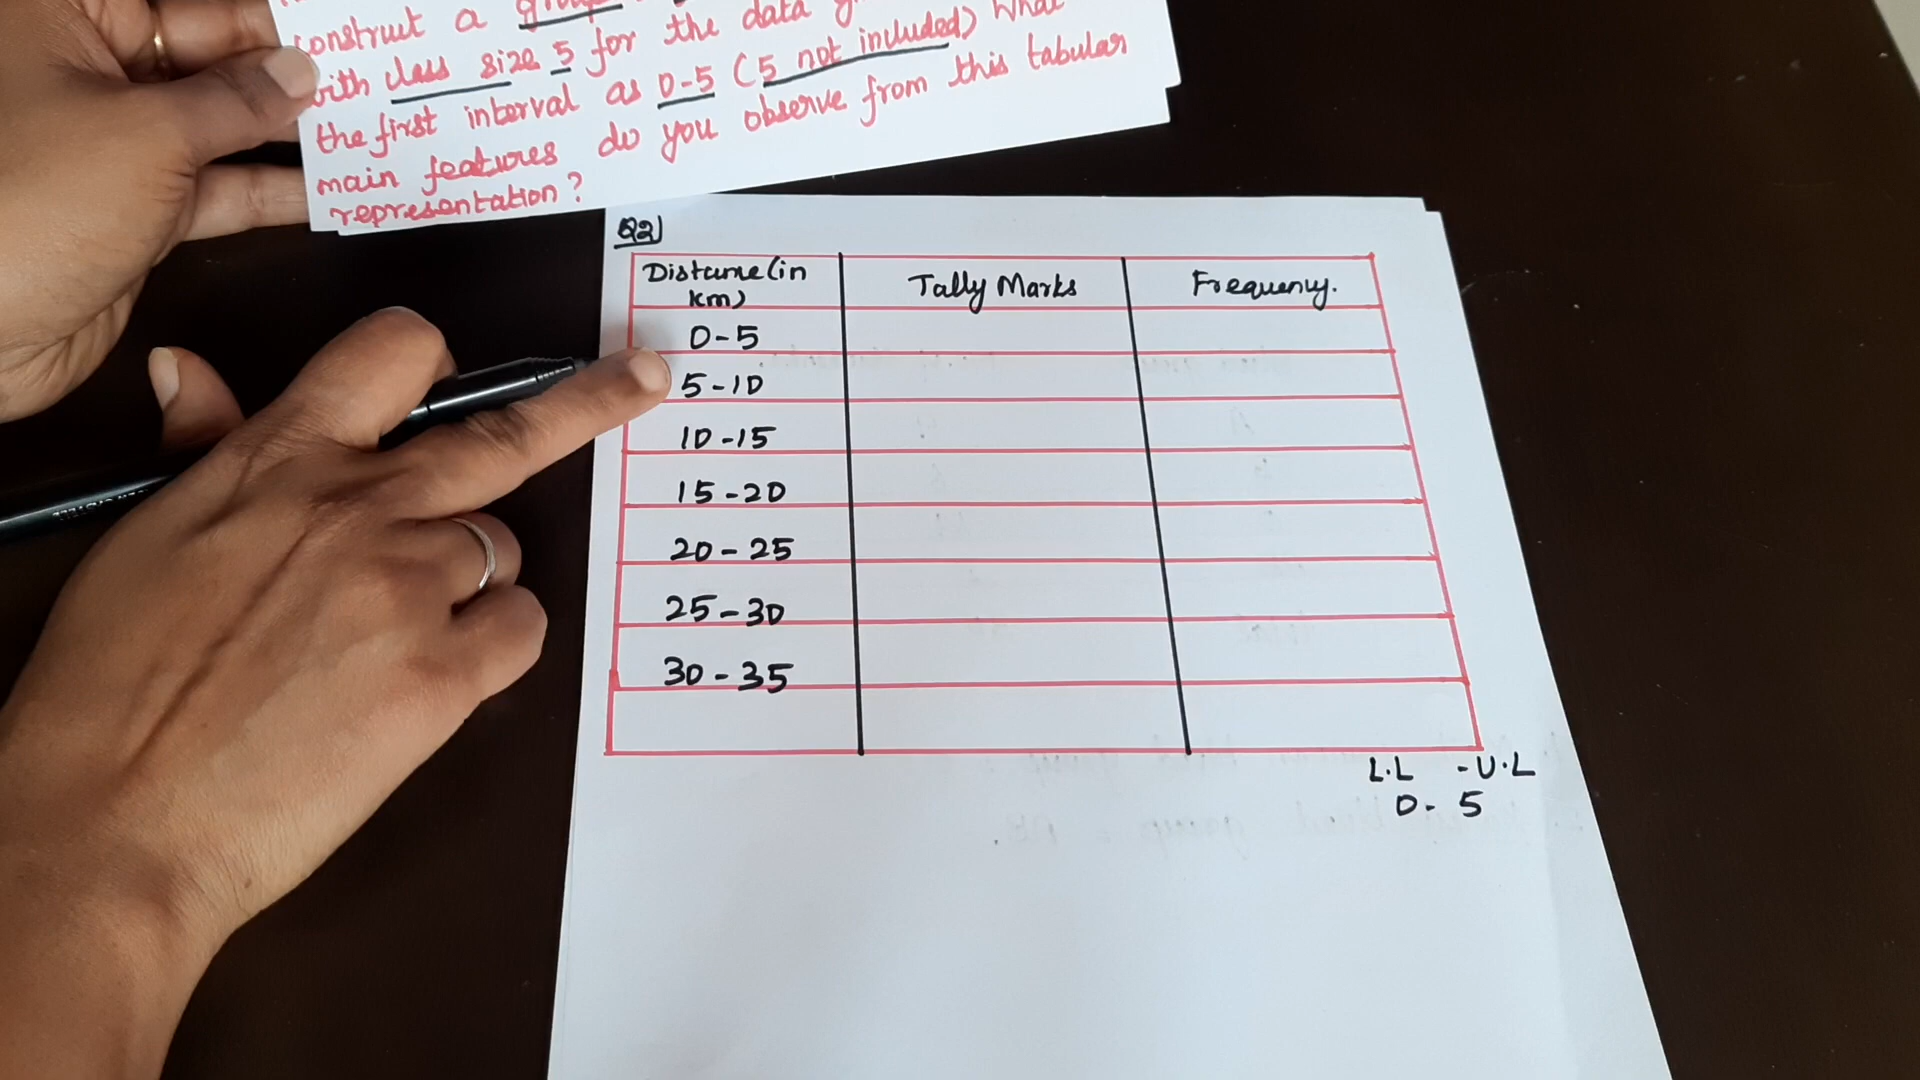 construct a
for the data
with class size 5
the first interval as 0-5 (5 not included) What
main features do you observe from this tabular
representation?
Q2)
Distance (in km) Tally Marks Frequency.
0-5
5-10
10-15
15-20
20-25
25-30
30-35
L.L - U.L
0- 5